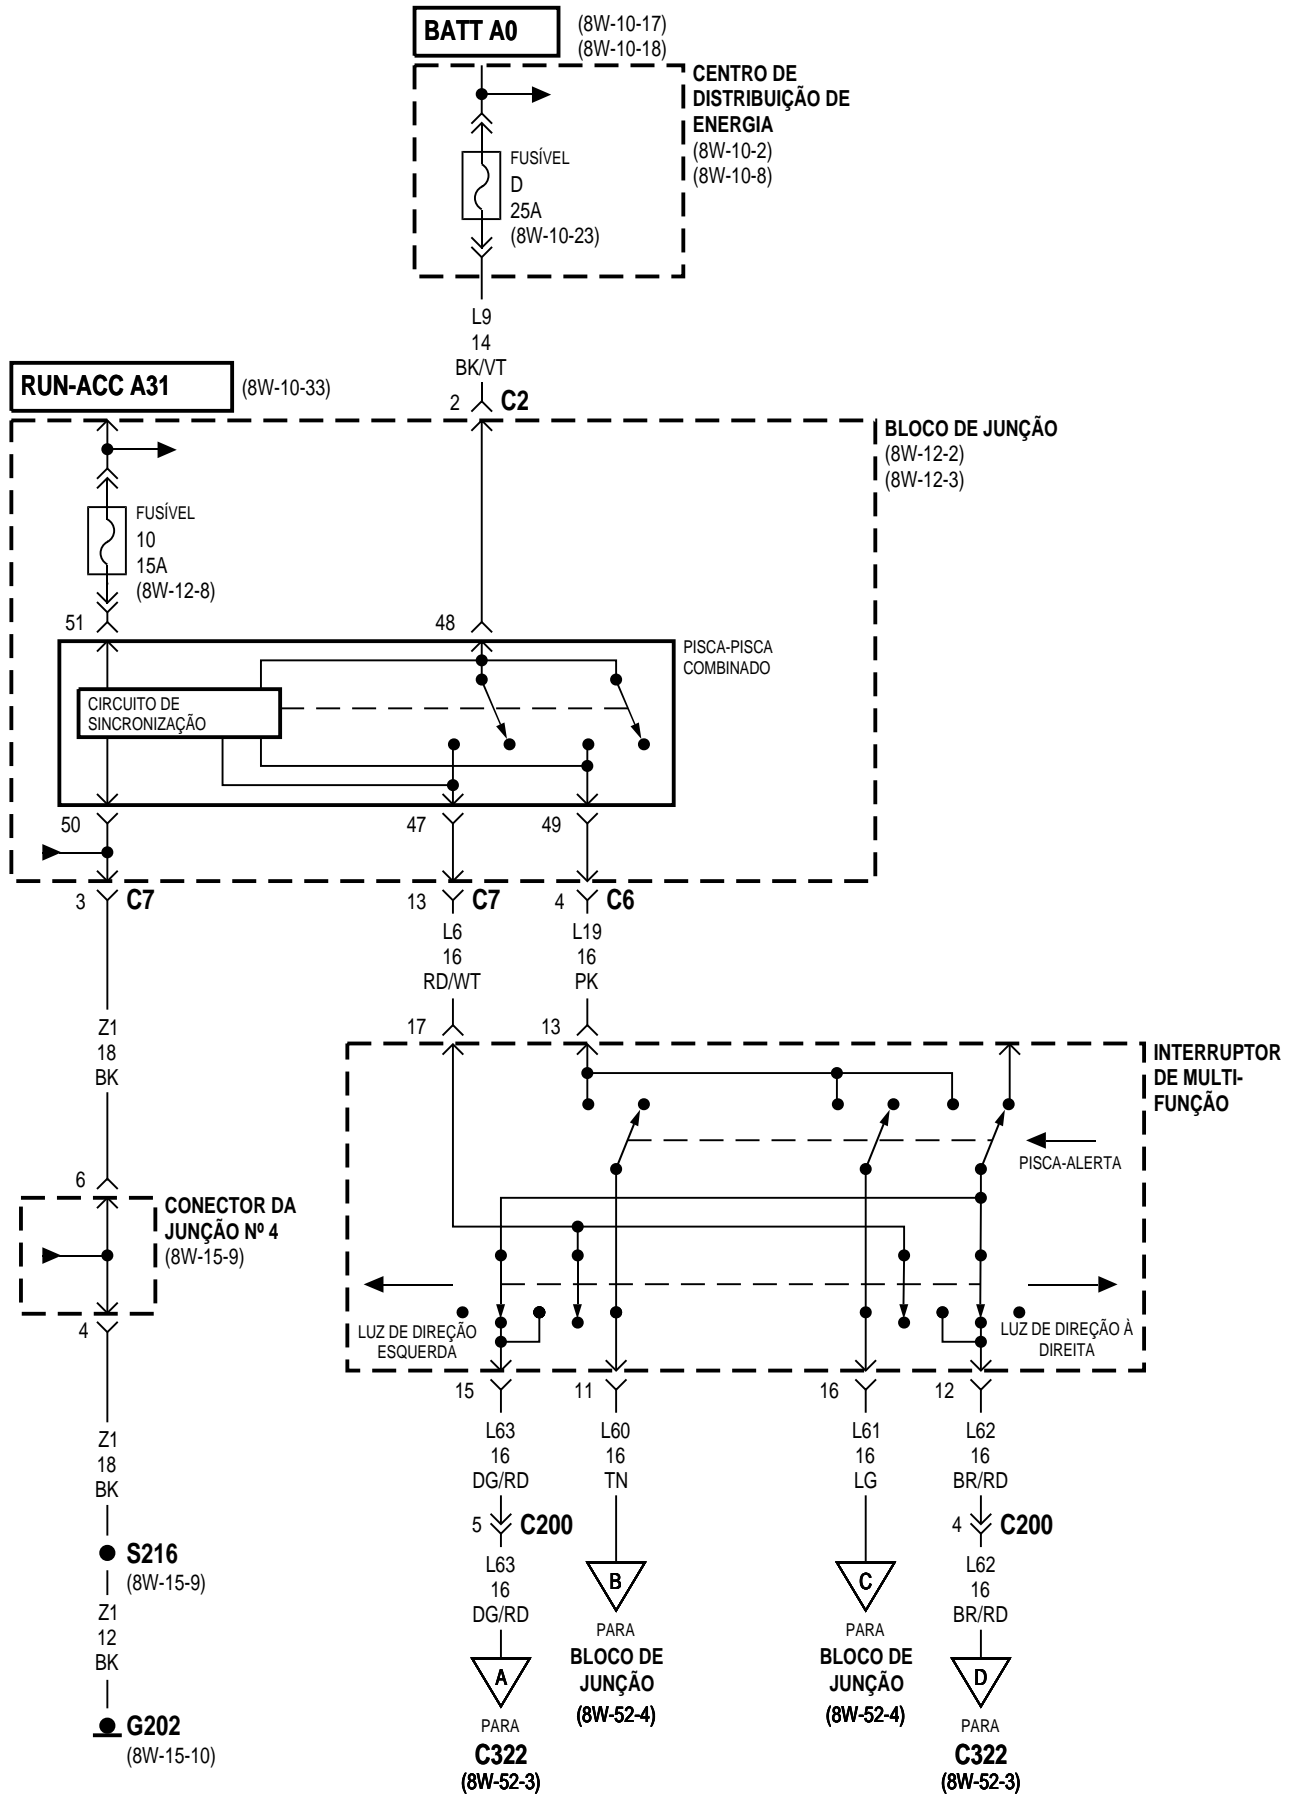 BATT A0
(8W-10-17)
(8W-10-18)
CENTRO DE
DISTRIBUIÇÃO DE
ENERGIA
(8W-10-2)
(8W-10-8)
FUSÍVEL
D
25A
(8W-10-23)
L9
14
BK/VT
2
C2
RUN-ACC A31
(8W-10-33)
BLOCO DE JUNÇÃO
(8W-12-2)
(8W-12-3)
FUSÍVEL
10
15A
(8W-12-8)
51
48
PISCA-PISCA
COMBINADO
CIRCUITO DE
SINCRONIZAÇÃO
50
47
49
3
C7
13
C7
4
C6
L6
16
RD/WT
L19
16
PK
17
13
Z1
18
BK
INTERRUPTOR
DE MULTI-
FUNÇÃO
PISCA-ALERTA
6
CONECTOR DA
JUNÇÃO Nº 4
(8W-15-9)
4
LUZ DE DIREÇÃO
ESQUERDA
LUZ DE DIREÇÃO À
DIREITA
15
11
16
12
Z1
18
BK
L63
16
DG/RD
L60
16
TN
L61
16
LG
L62
16
BR/RD
5
C200
4
C200
S216
(8W-15-9)
L63
16
DG/RD
L62
16
BR/RD
B
PARA
BLOCO DE
JUNÇÃO
(8W-52-4)
C
PARA
BLOCO DE
JUNÇÃO
(8W-52-4)
Z1
12
BK
A
PARA
C322
(8W-52-3)
D
PARA
C322
(8W-52-3)
G202
(8W-15-10)